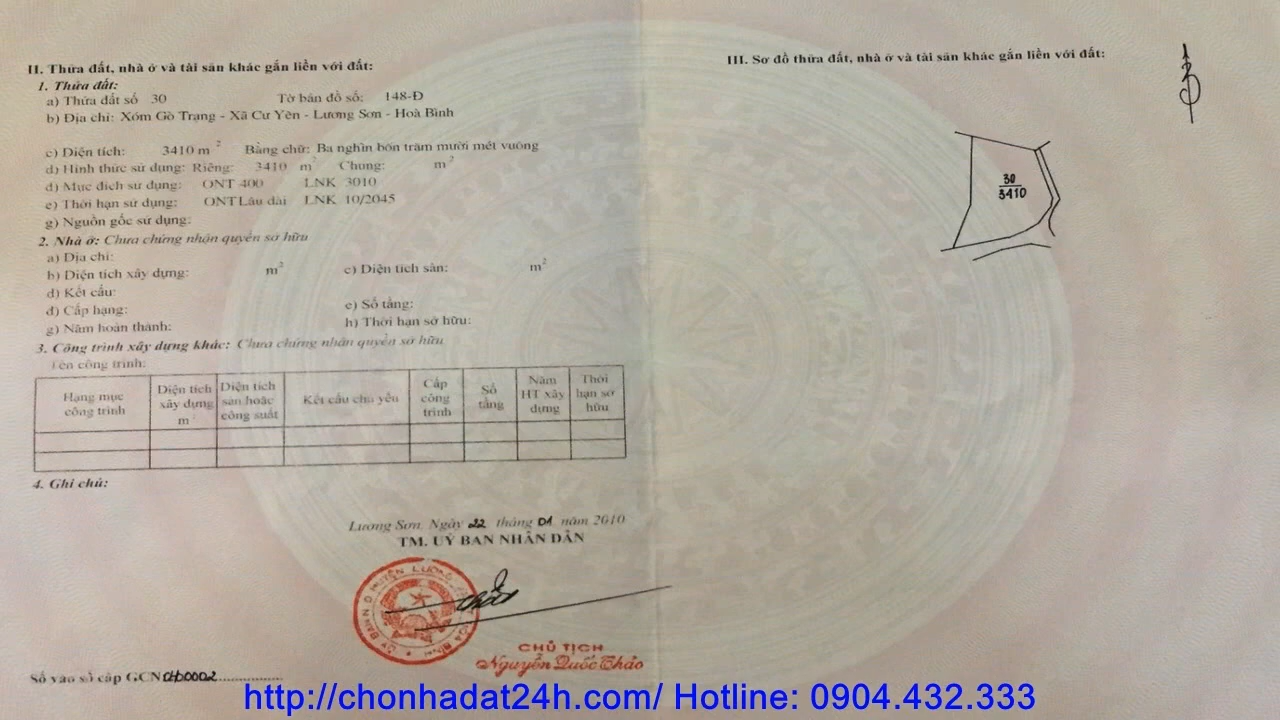 II. Thửa đất, nhà ở và tài sản khác gắn liền với đất:
1. Thửa đất:
a) Thửa đất số 30 Tờ bản đồ số: 148-Đ
b) Địa chỉ: Xóm Gò Trạng - Xã Cư Yên - Lương Sơn - Hoà Bình
c) Diện tích: 3410 m² Bằng chữ: Ba nghìn bốn trăm mười mét vuông
d) Hình thức sử dụng: Riêng: 3410 m² Chung: m²
đ) Mục đích sử dụng: ONT 400 LNK 3010
e) Thời hạn sử dụng: ONT Lâu dài LNK 10/2045
g) Nguồn gốc sử dụng:
2. Nhà ở: Chưa chứng nhận quyền sở hữu
a) Địa chỉ:
b) Diện tích xây dựng: m² c) Diện tích sàn: m²
d) Kết cấu:
đ) Cấp hạng: e) Số tầng:
g) Năm hoàn thành: h) Thời hạn sở hữu:
3. Công trình xây dựng khác: Chưa chứng nhận quyền sở hữu
Tên công trình:
Hạng mục công trình Diện tích xây dựng m² Diện tích sàn hoặc công suất Kết cấu chủ yếu Cấp công trình Số tầng Năm HT xây dựng Thời hạn sở hữu
4. Ghi chú:
Lương Sơn, Ngày 22 tháng 01 năm 2010
TM. UỶ BAN NHÂN DÂN
CHỦ TỊCH
Nguyễn Quốc Thảo
Số vào sổ cấp GCN CH00002
III. Sơ đồ thửa đất, nhà ở và tài sản khác gắn liền với đất:
30
3410
http://chonhadat24h.com/ Hotline: 0904.432.333